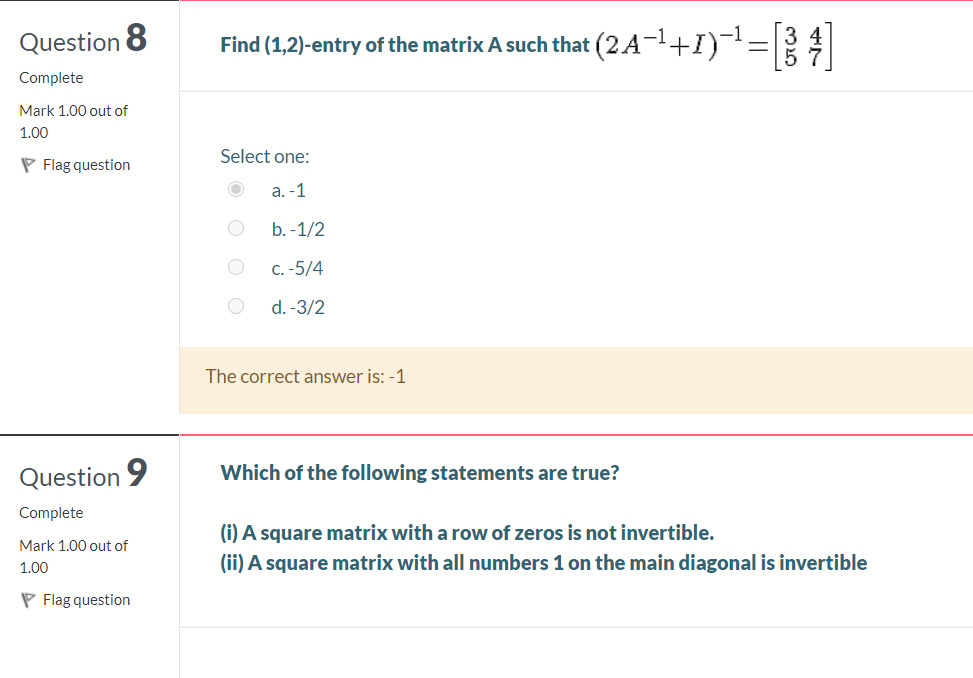 Question 8
Complete
Mark 1.00 out of
1.00
Flag question
Find (1,2)-entry of the matrix A such that (2A⁻¹+I)⁻¹=[3 4
5 7]
Select one:
a. -1
b. -1/2
c. -5/4
d. -3/2
The correct answer is: -1
Question 9
Complete
Mark 1.00 out of
1.00
Flag question
Which of the following statements are true?
(i) A square matrix with a row of zeros is not invertible.
(ii) A square matrix with all numbers 1 on the main diagonal is invertible